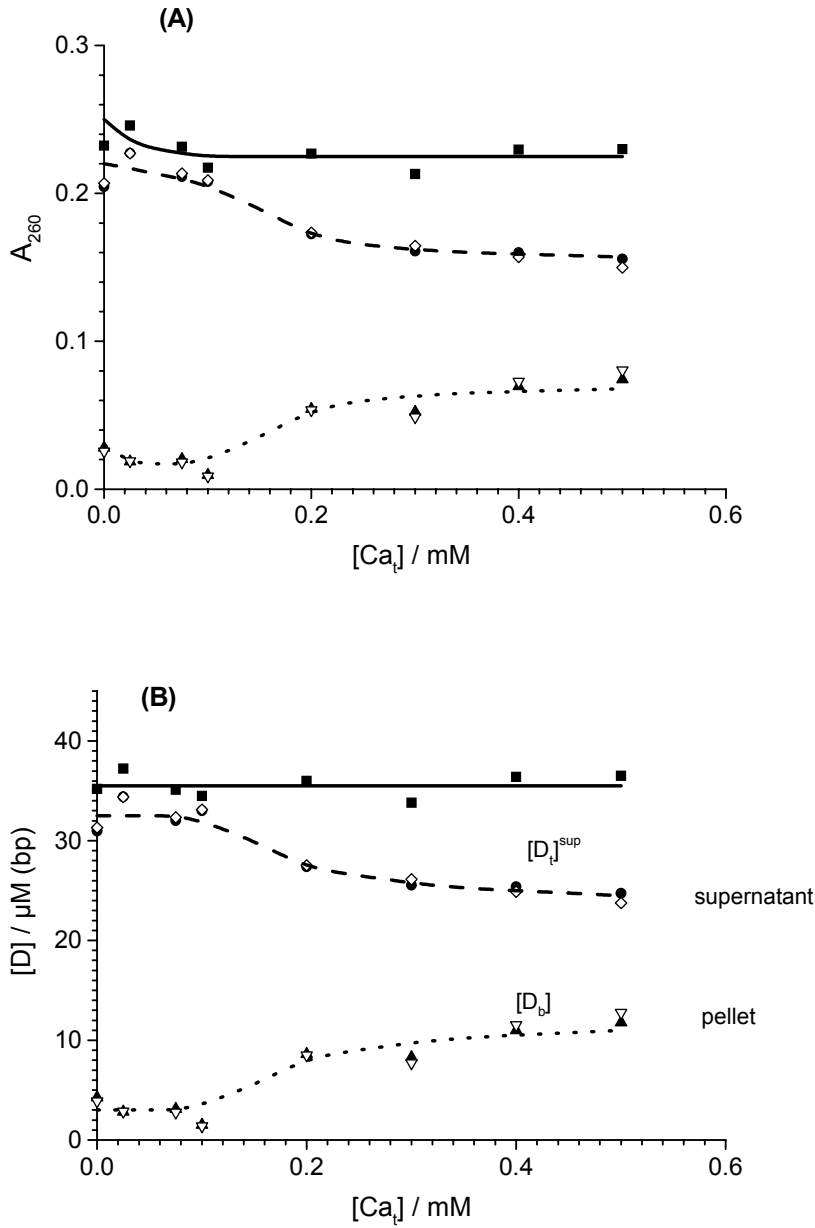 (A)
0.3
0.2
0.1
0.0
A₂₆₀
0.0 0.2 0.4 0.6
[Caₜ] / mM
(B)
40
30
20
10
0
[D] / µM (bp)
[Dₜ]ˢᵘᵖ
supernatant
[D_b]
pellet
0.0 0.2 0.4 0.6
[Caₜ] / mM